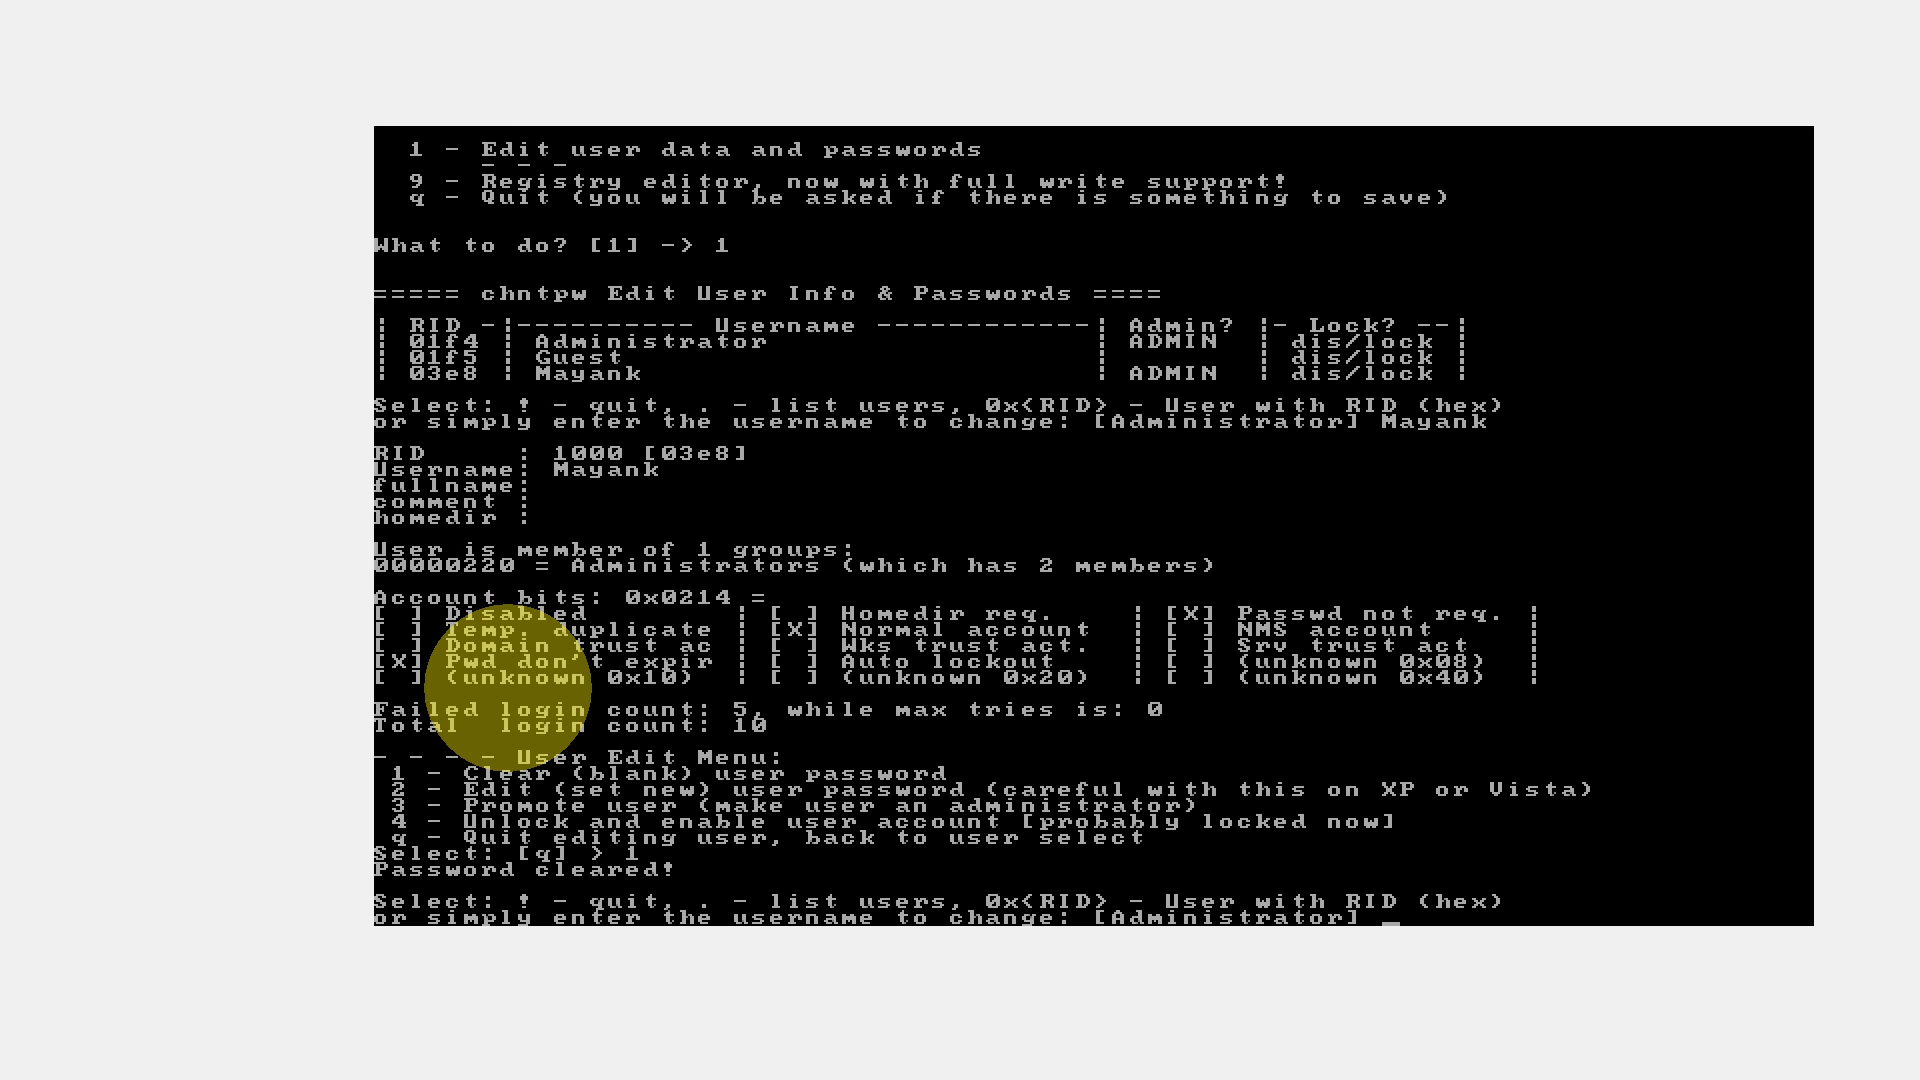 1 - Edit user data and passwords
- - -
9 - Registry editor, now with full write support!
q - Quit (you will be asked if there is something to save)
What to do? [1] -> 1
===== chntpw Edit User Info & Passwords ====
| RID -|---------- Username ------------| Admin? |- Lock? --|
| 01f4 | Administrator | ADMIN | dis/lock |
| 01f5 | Guest | | dis/lock |
| 03e8 | Mayank | ADMIN | dis/lock |
Select: ! - quit, . - list users, 0x<RID> - User with RID (hex)
or simply enter the username to change: [Administrator] Mayank
RID : 1000 [03e8]
Username: Mayank
fullname:
comment :
homedir :
User is member of 1 groups:
00000220 = Administrators (which has 2 members)
Account bits: 0x0214 =
[ ] Disabled | [ ] Homedir req. | [X] Passwd not req. |
[ ] Temp. duplicate | [X] Normal account | [ ] NMS account |
[ ] Domain trust ac | [ ] Wks trust act. | [ ] Srv trust act |
[X] Pwd don't expir | [ ] Auto lockout | [ ] (unknown 0x08) |
[ ] (unknown 0x10) | [ ] (unknown 0x20) | [ ] (unknown 0x40) |
Failed login count: 5, while max tries is: 0
Total login count: 10
- - - - User Edit Menu:
1 - Clear (blank) user password
2 - Edit (set new) user password (careful with this on XP or Vista)
3 - Promote user (make user an administrator)
4 - Unlock and enable user account [probably locked now]
q - Quit editing user, back to user select
Select: [q] > 1
Password cleared!
Select: ! - quit, . - list users, 0x<RID> - User with RID (hex)
or simply enter the username to change: [Administrator] _